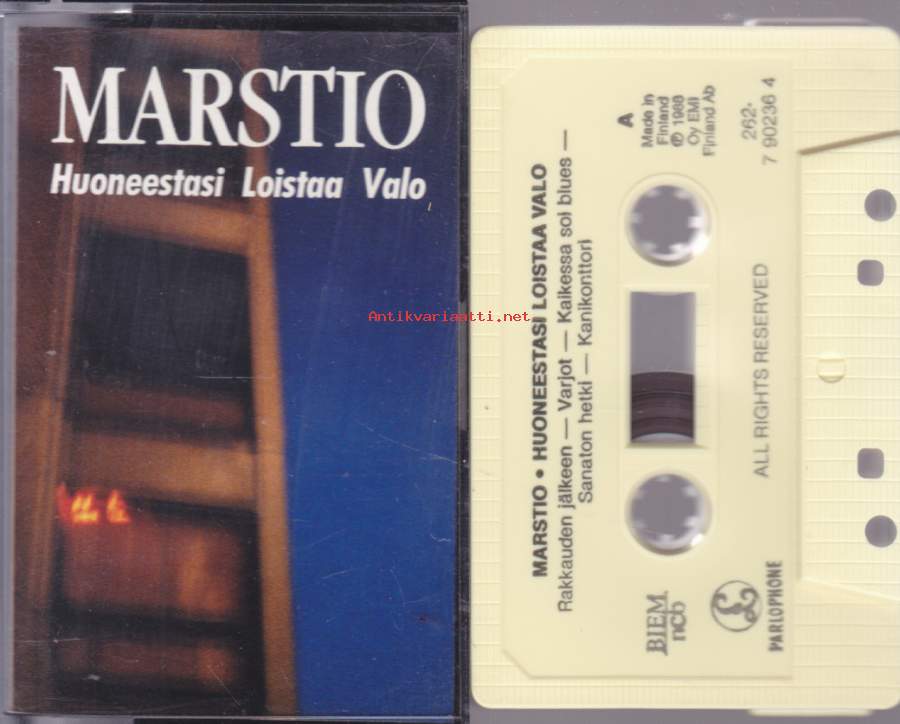 MARSTIO
Huoneestasi Loistaa Valo
Antikvariaatti.net
A
Made in
Finland
℗ 1988
Oy EMI
Finland Ab
262-
7 90236 4
MARSTIO • HUONEESTASI LOISTAA VALO
Rakkauden jälkeen — Varjot — Kaikessa soi blues —
Sanaton hetki — Kanikonttori
ALL RIGHTS RESERVED
BIEM
ncb
£
PARLOPHONE